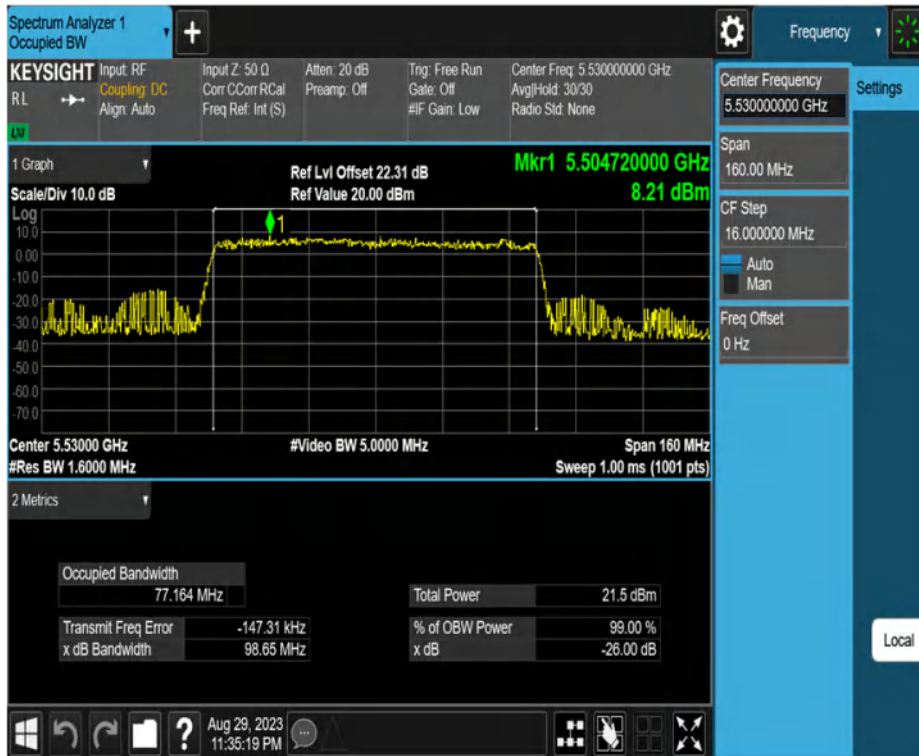 Spectrum Analyzer 1
Occupied BW
+
Frequency
KEYSIGHT
RL
LXI
Input: RF
Coupling: DC
Align: Auto
Input Z: 50 Ω
Corr CCorr RCal
Freq Ref: Int (S)
Atten: 20 dB
Preamp: Off
Trig: Free Run
Gate: Off
#IF Gain: Low
Center Freq: 5.530000000 GHz
Avg|Hold: 30/30
Radio Std: None
Center Frequency
5.530000000 GHz
Settings
Span
160.00 MHz
CF Step
16.000000 MHz
Auto
Man
Freq Offset
0 Hz
1 Graph
Scale/Div 10.0 dB
Ref Lvl Offset 22.31 dB
Ref Value 20.00 dBm
Mkr1 5.504720000 GHz
8.21 dBm
Log
1
10.0
0.00
-10.0
-20.0
-30.0
-40.0
-50.0
-60.0
-70.0
Center 5.53000 GHz
#Video BW 5.0000 MHz
Span 160 MHz
#Res BW 1.6000 MHz
Sweep 1.00 ms (1001 pts)
2 Metrics
Occupied Bandwidth
77.164 MHz
Total Power 21.5 dBm
Transmit Freq Error -147.31 kHz
% of OBW Power 99.00 %
x dB Bandwidth 98.65 MHz
x dB -26.00 dB
Local
?
Aug 29, 2023
11:35:19 PM